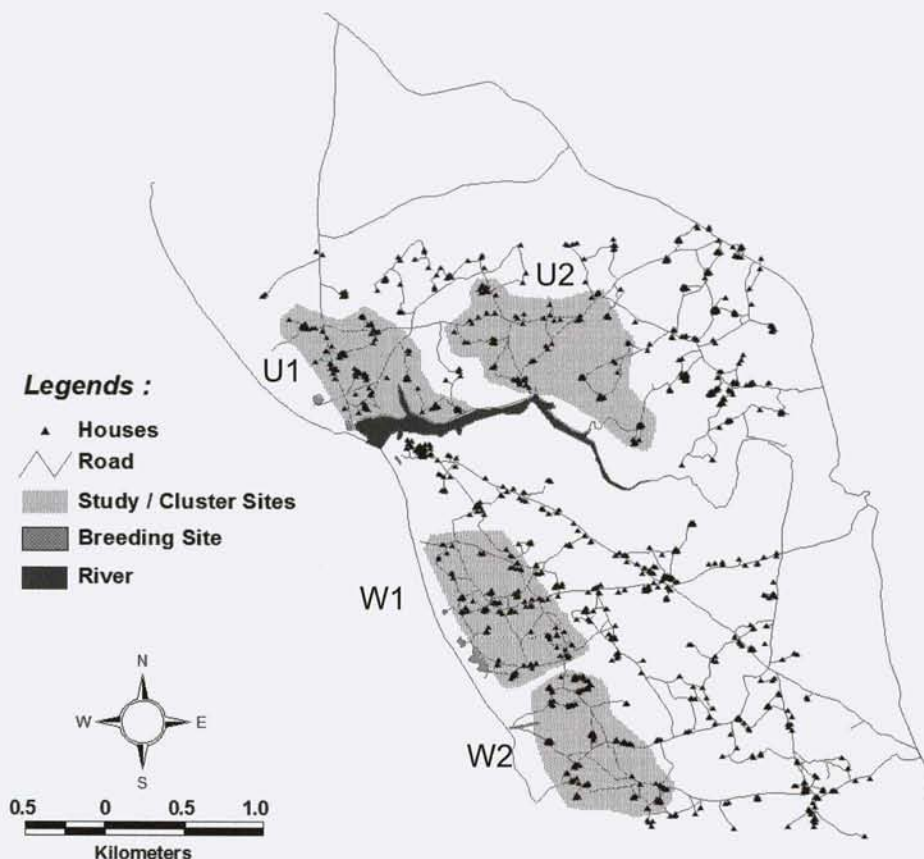 U2
U1
Legends :
Houses
Road
Study / Cluster Sites
Breeding Site
River
W1
N
W E
S
W2
0.5 0 0.5 1.0
Kilometers